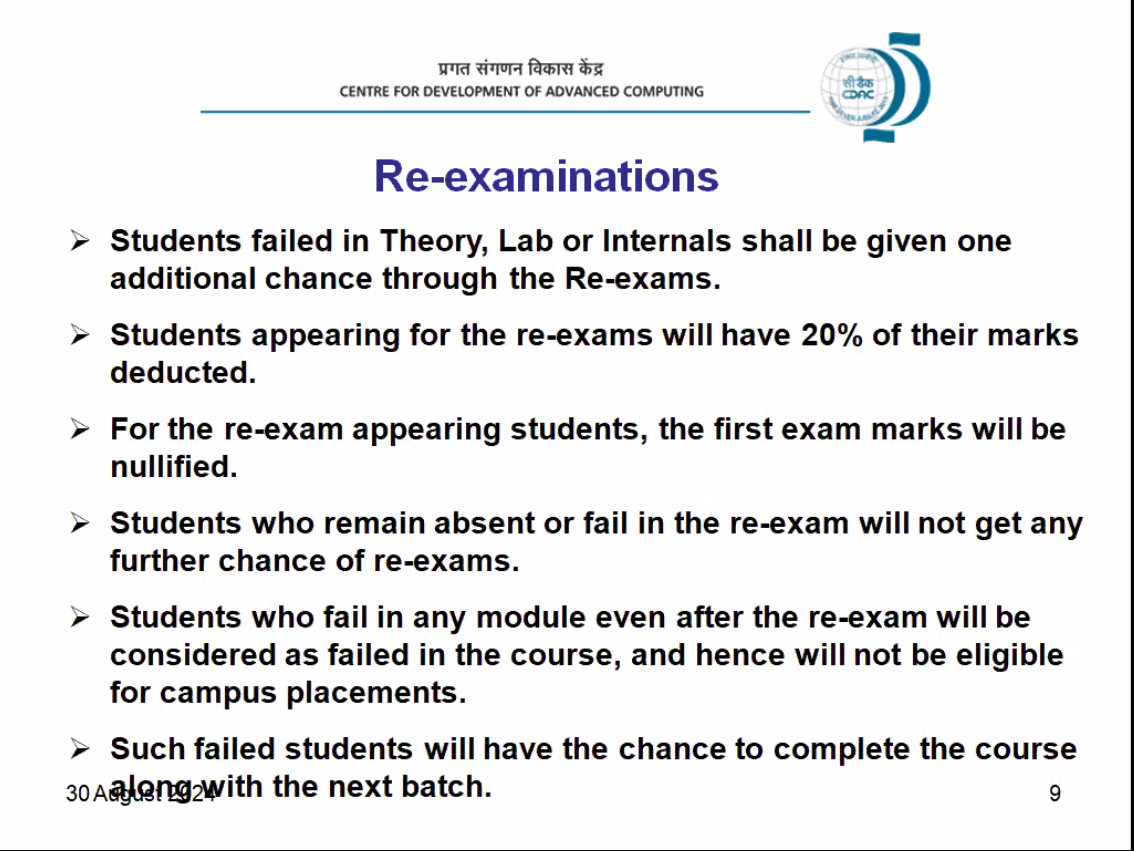 प्रगत संगणन विकास केंद्र
CENTRE FOR DEVELOPMENT OF ADVANCED COMPUTING
सी डैक
CDAC
Re-examinations
Students failed in Theory, Lab or Internals shall be given one
additional chance through the Re-exams.
Students appearing for the re-exams will have 20% of their marks
deducted.
For the re-exam appearing students, the first exam marks will be
nullified.
Students who remain absent or fail in the re-exam will not get any
further chance of re-exams.
Students who fail in any module even after the re-exam will be
considered as failed in the course, and hence will not be eligible
for campus placements.
Such failed students will have the chance to complete the course
along with the next batch.
30 August 2024
9